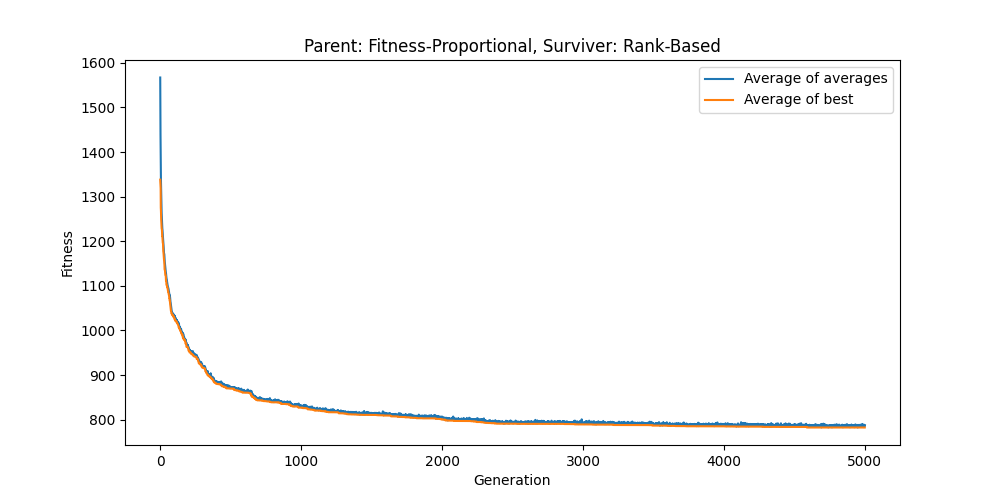 Parent: Fitness-Proportional, Surviver: Rank-Based
1600
1500
1400
1300
1200
1100
1000
900
800
Fitness
Average of averages
Average of best
0 1000 2000 3000 4000 5000
Generation